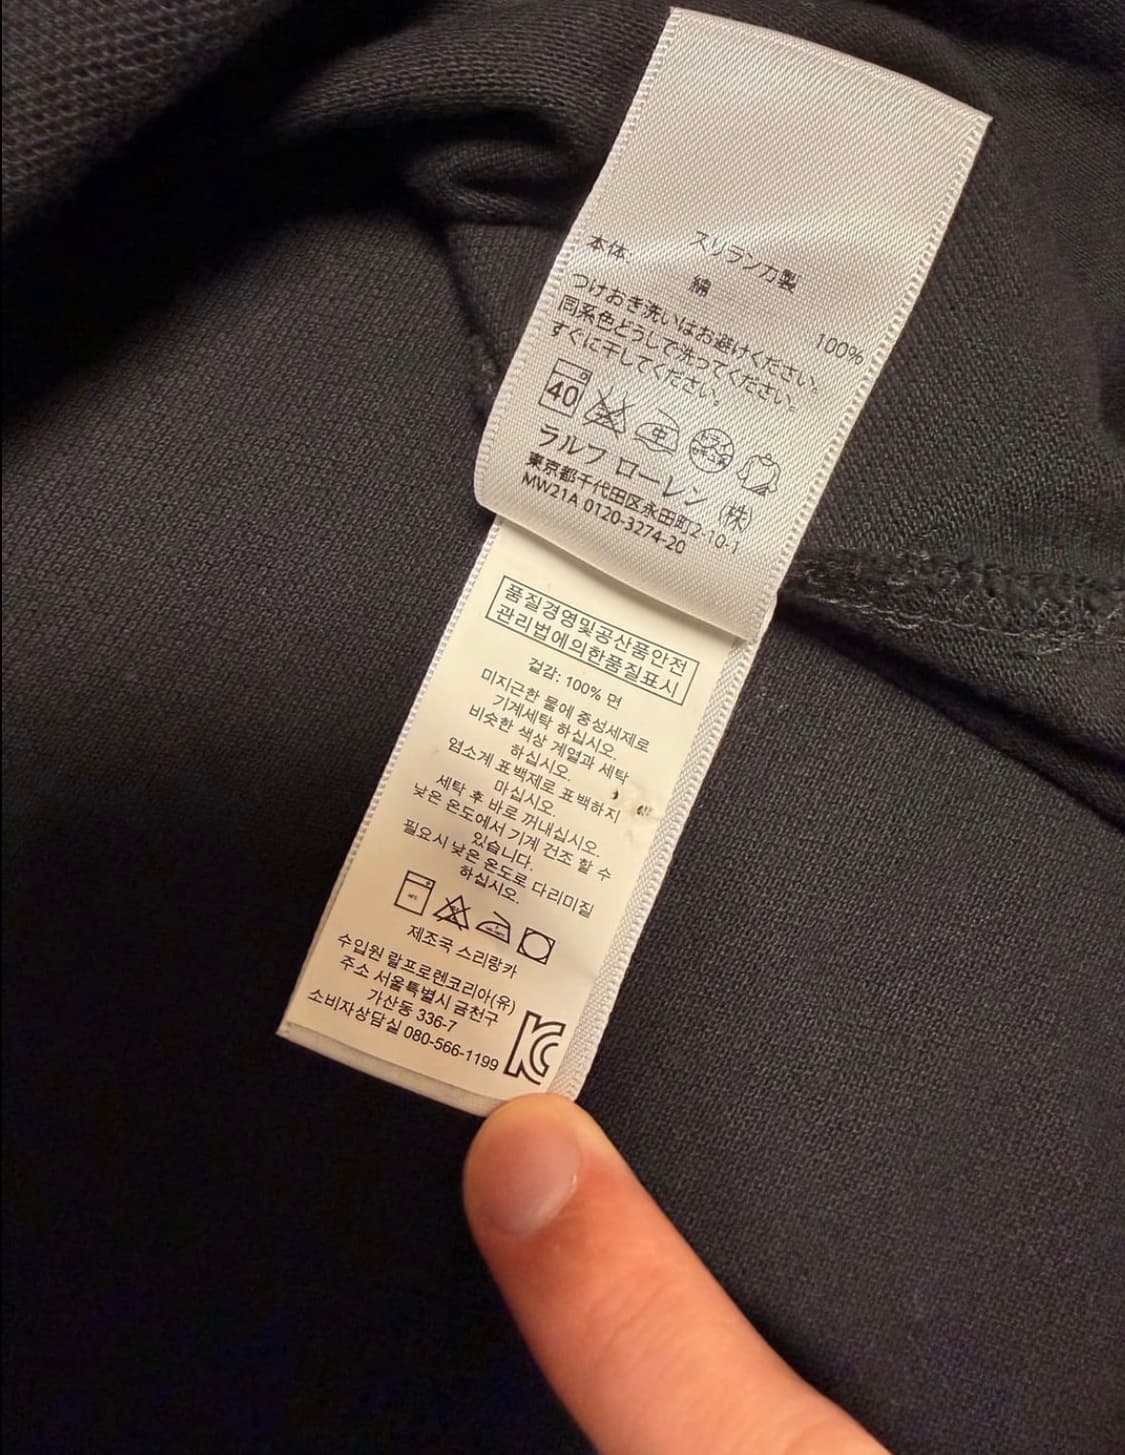 スリランカ製
本体:
綿 100%
つけおき洗いはお避けください。
同系色どうしで洗ってください。
すぐに干してください。
40 中
ラルフ ローレン (株)
東京都千代田区永田町2-10-1
MW21A 0120-3274-20
품질경영및공산품안전
관리법에의한품질표시
겉감: 100% 면
미지근한 물에 중성세제로
기계세탁 하십시오.
비슷한 색상 계열과 세탁
하십시오.
염소계 표백제로 표백하지
마십시오.
세탁 후 바로 꺼내십시오.
낮은 온도에서 기계 건조 할 수
있습니다.
필요시 낮은 온도로 다리미질
하십시오.
제조국 스리랑카
수입원 랄프로렌코리아(유)
주소 서울특별시 금천구
가산동 336-7
소비자상담실 080-566-1199
KC